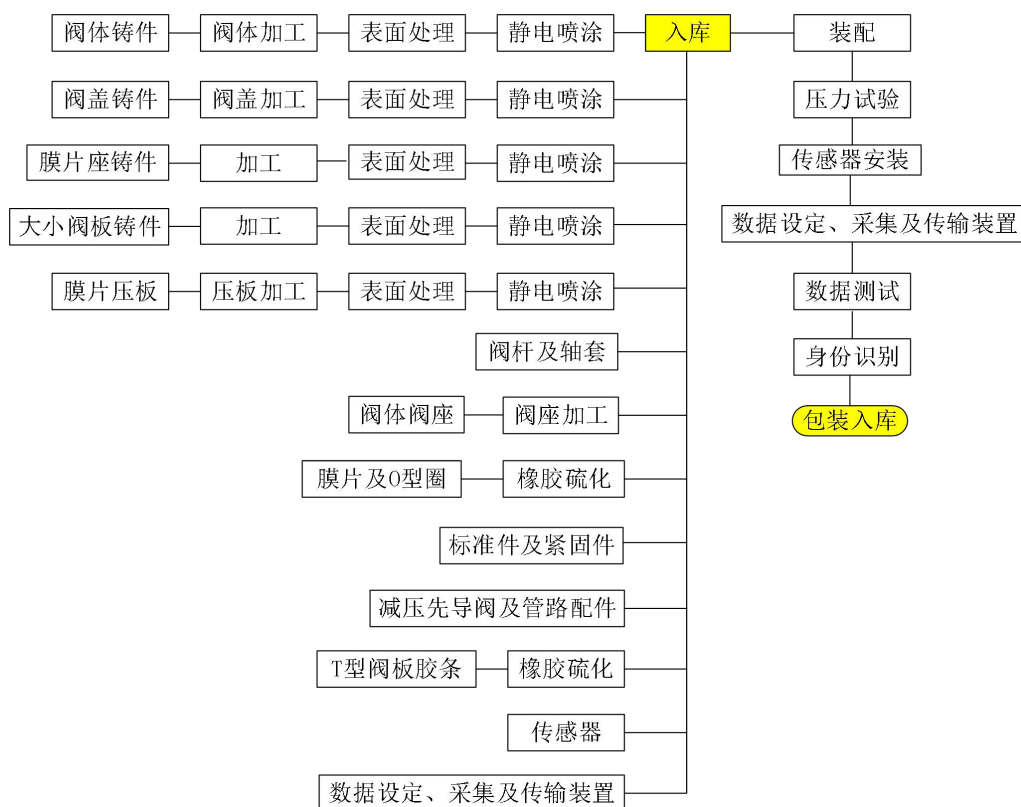 阀体铸件 阀体加工 表面处理 静电喷涂 入库 装配
阀盖铸件 阀盖加工 表面处理 静电喷涂 压力试验
膜片座铸件 加工 表面处理 静电喷涂 传感器安装
大小阀板铸件 加工 表面处理 静电喷涂 数据设定、采集及传输装置
膜片压板 压板加工 表面处理 静电喷涂 数据测试
阀杆及轴套 身份识别
阀体阀座 阀座加工 包装入库
膜片及O型圈 橡胶硫化
标准件及紧固件
减压先导阀及管路配件
T型阀板胶条 橡胶硫化
传感器
数据设定、采集及传输装置